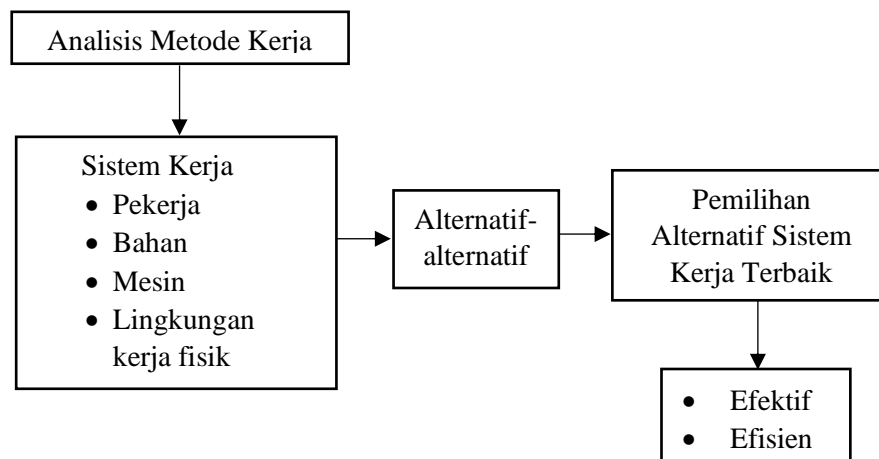 Analisis Metode Kerja
Sistem Kerja
• Pekerja
• Bahan
• Mesin
• Lingkungan
kerja fisik
Alternatif-
alternatif
Pemilihan
Alternatif Sistem
Kerja Terbaik
• Efektif
• Efisien